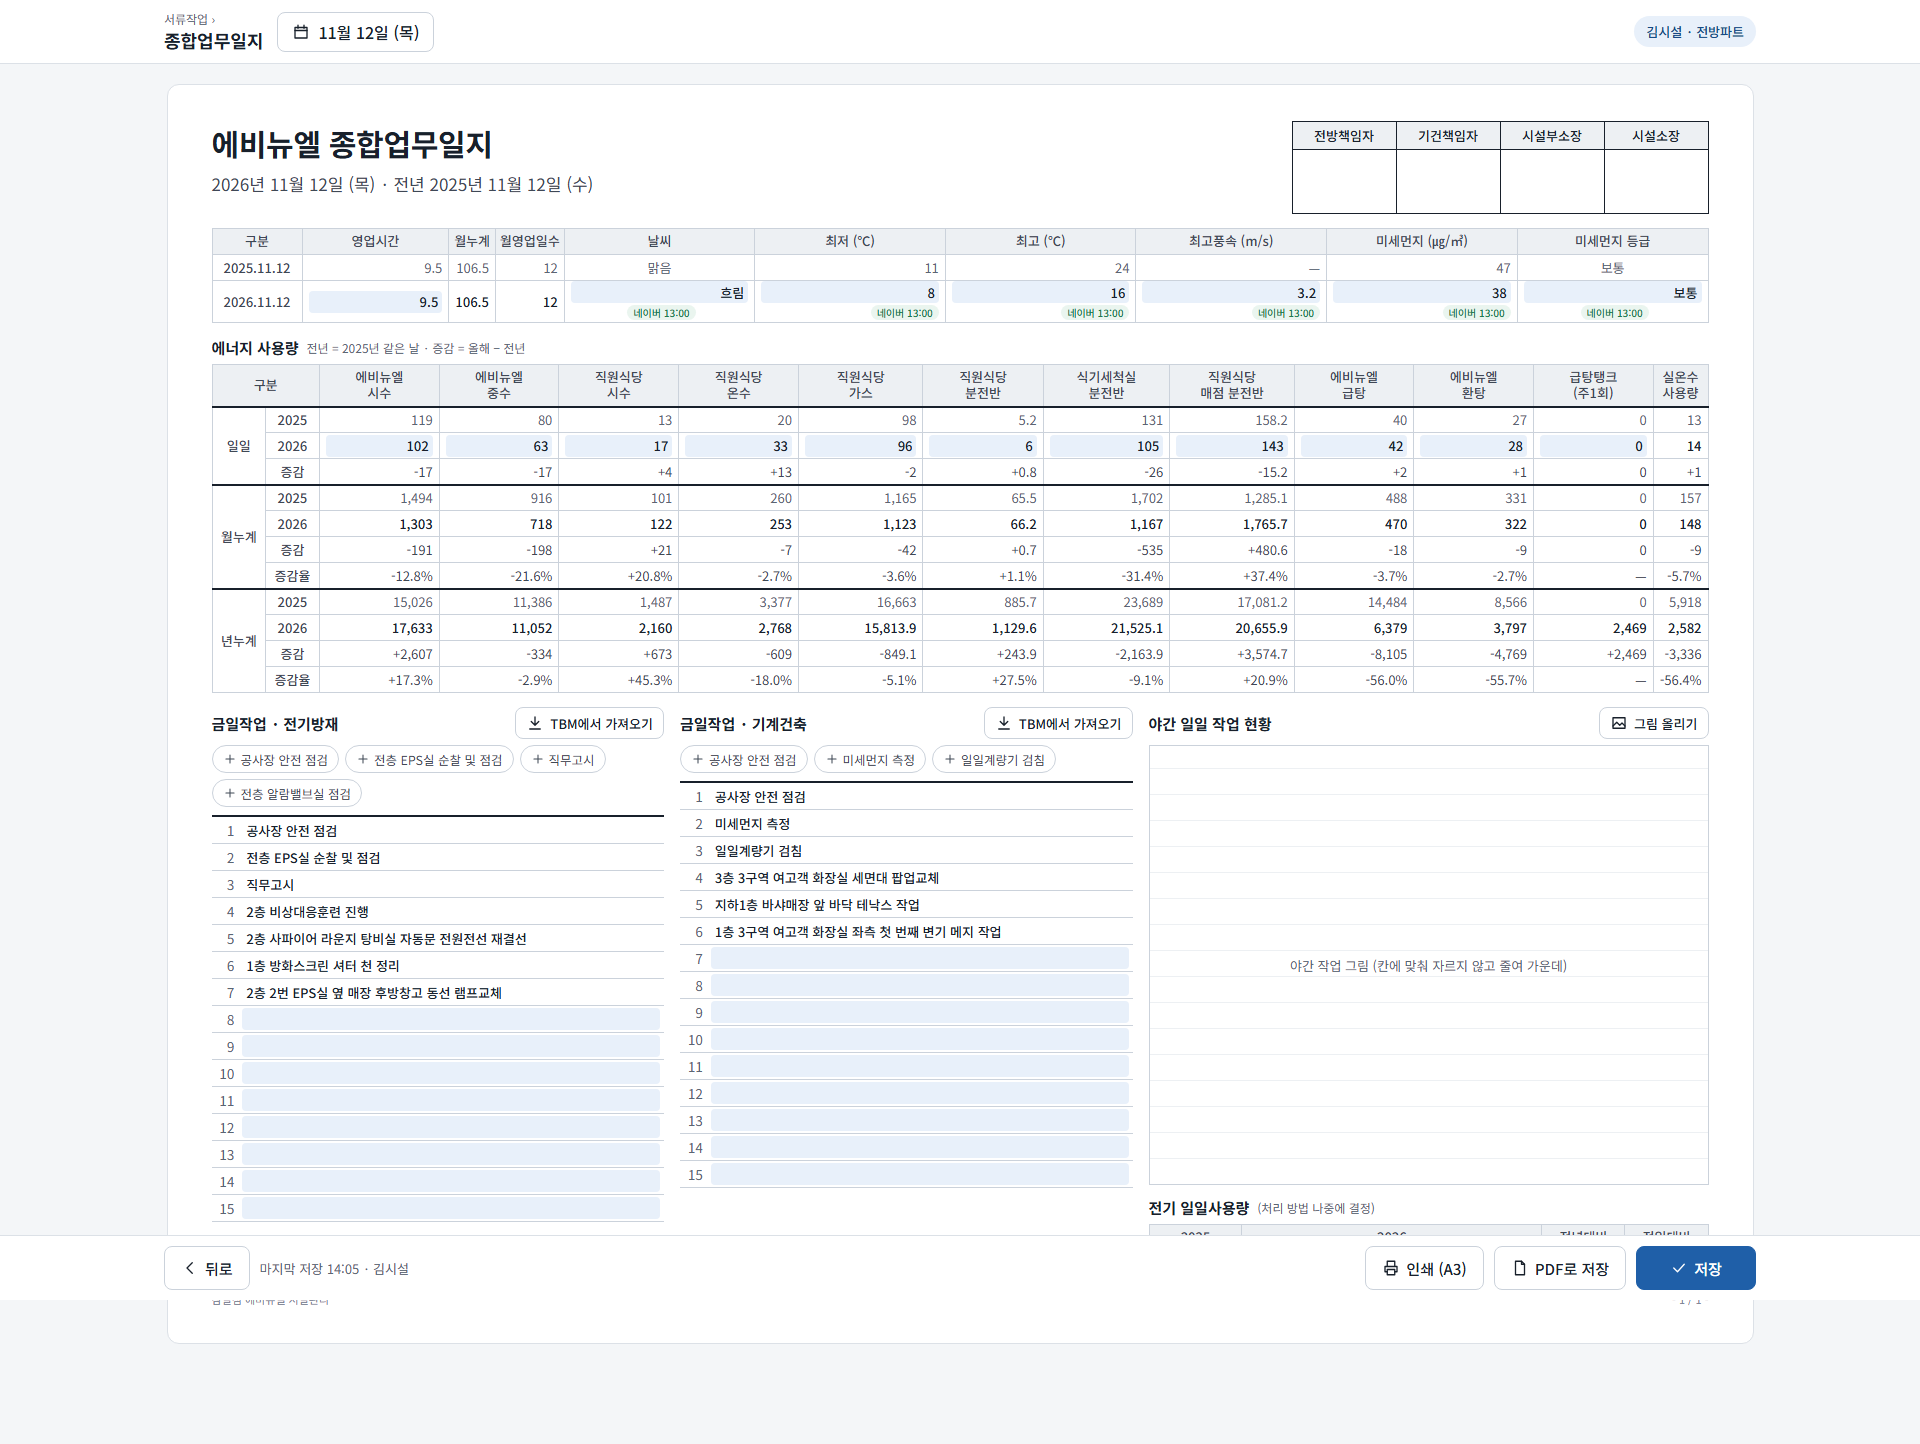 서류작업 ›
종합업무일지
11월 12일 (목)
김시설 · 전방파트
에비뉴엘 종합업무일지
2026년 11월 12일 (목) · 전년 2025년 11월 12일 (수)
전방책임자 기건책임자 시설부소장 시설소장
구분 영업시간 월누계 월영업일수 날씨 최저 (℃) 최고 (℃) 최고풍속 (m/s) 미세먼지 (㎍/㎥) 미세먼지 등급
2025.11.12 9.5 106.5 12 맑음 11 24 — 47 보통
2026.11.12 9.5 106.5 12 흐림 8 16 3.2 38 보통
네이버 13:00 네이버 13:00 네이버 13:00 네이버 13:00 네이버 13:00 네이버 13:00
에너지 사용량 전년 = 2025년 같은 날 · 증감 = 올해 − 전년
구분 에비뉴엘 시수 에비뉴엘 중수 직원식당 시수 직원식당 온수 직원식당 가스 직원식당 분전반 식기세척실 분전반 직원식당 매점 분전반 에비뉴엘 급탕 에비뉴엘 환탕 급탕탱크 (주1회) 실온수 사용량
일일
2025 119 80 13 20 98 5.2 131 158.2 40 27 0 13
2026 102 63 17 33 96 6 105 143 42 28 0 14
증감 -17 -17 +4 +13 -2 +0.8 -26 -15.2 +2 +1 0 +1
월누계
2025 1,494 916 101 260 1,165 65.5 1,702 1,285.1 488 331 0 157
2026 1,303 718 122 253 1,123 66.2 1,167 1,765.7 470 322 0 148
증감 -191 -198 +21 -7 -42 +0.7 -535 +480.6 -18 -9 0 -9
증감율 -12.8% -21.6% +20.8% -2.7% -3.6% +1.1% -31.4% +37.4% -3.7% -2.7% — -5.7%
년누계
2025 15,026 11,386 1,487 3,377 16,663 885.7 23,689 17,081.2 14,484 8,566 0 5,918
2026 17,633 11,052 2,160 2,768 15,813.9 1,129.6 21,525.1 20,655.9 6,379 3,797 2,469 2,582
증감 +2,607 -334 +673 -609 -849.1 +243.9 -2,163.9 +3,574.7 -8,105 -4,769 +2,469 -3,336
증감율 +17.3% -2.9% +45.3% -18.0% -5.1% +27.5% -9.1% +20.9% -56.0% -55.7% — -56.4%
금일작업 · 전기방재 TBM에서 가져오기
공사장 안전 점검 전층 EPS실 순찰 및 점검 직무고시
전층 알람밸브실 점검
1 공사장 안전 점검
2 전층 EPS실 순찰 및 점검
3 직무고시
4 2층 비상대응훈련 진행
5 2층 사파이어 라운지 탕비실 자동문 전원전선 재결선
6 1층 방화스크린 셔터 천 정리
7 2층 2번 EPS실 옆 매장 후방창고 동선 램프교체
8
9
10
11
12
13
14
15
금일작업 · 기계건축 TBM에서 가져오기
공사장 안전 점검 미세먼지 측정 일일계량기 검침
1 공사장 안전 점검
2 미세먼지 측정
3 일일계량기 검침
4 3층 3구역 여고객 화장실 세면대 팝업교체
5 지하1층 바샤매장 앞 바닥 테낙스 작업
6 1층 3구역 여고객 화장실 좌측 첫 번째 변기 메지 작업
7
8
9
10
11
12
13
14
15
야간 일일 작업 현황 그림 올리기
야간 작업 그림 (칸에 맞춰 자르지 않고 줄여 가운데)
전기 일일사용량 (처리 방법 나중에 결정)
뒤로
마지막 저장 14:05 · 김시설
인쇄 (A3)
PDF로 저장
저장